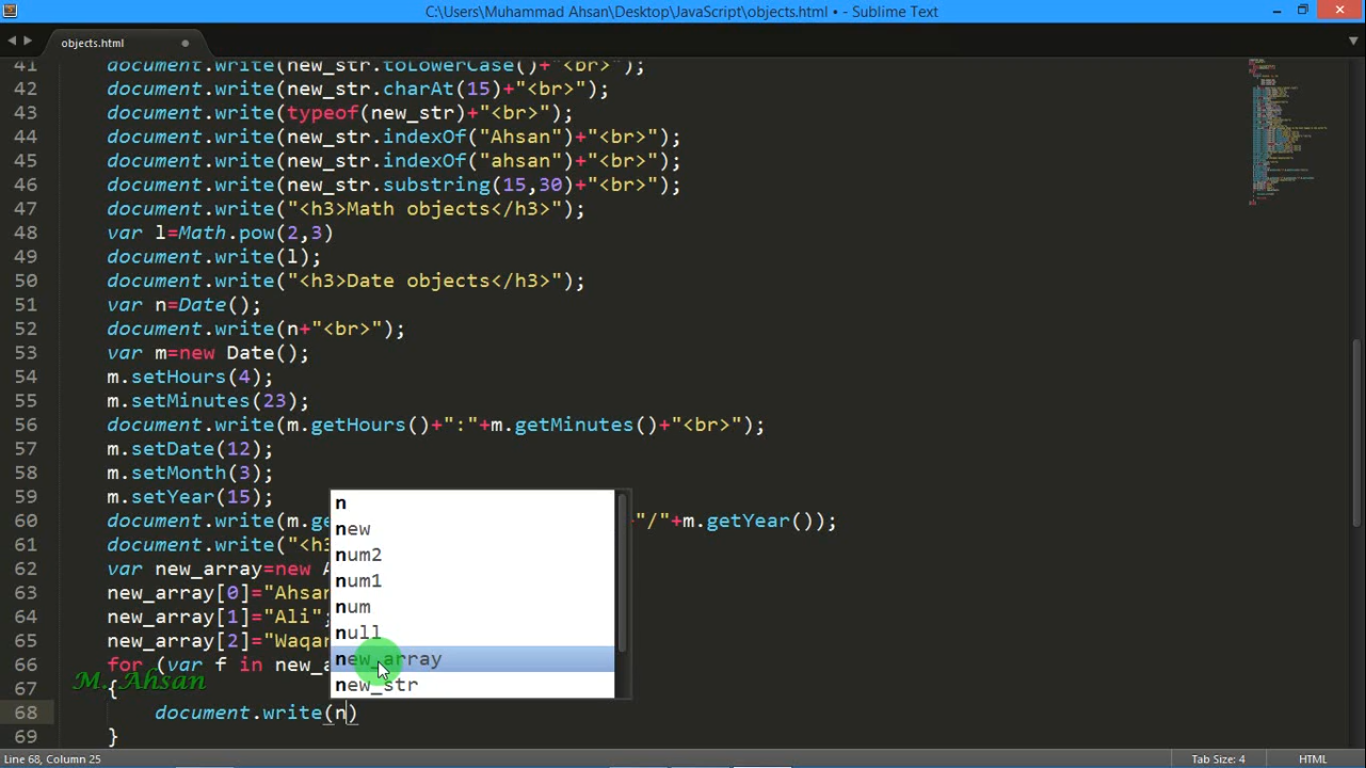 C:\Users\Muhammad Ahsan\Desktop\JavaScript\objects.html • - Sublime Text
objects.html
41 document.write(new_str.toLowerCase()+"<br>");
42 document.write(new_str.charAt(15)+"<br>");
43 document.write(typeof(new_str)+"<br>");
44 document.write(new_str.indexOf("Ahsan")+"<br>");
45 document.write(new_str.indexOf("ahsan")+"<br>");
46 document.write(new_str.substring(15,30)+"<br>");
47 document.write("<h3>Math objects</h3>");
48 var l=Math.pow(2,3)
49 document.write(l);
50 document.write("<h3>Date objects</h3>");
51 var n=Date();
52 document.write(n+"<br>");
53 var m=new Date();
54 m.setHours(4);
55 m.setMinutes(23);
56 document.write(m.getHours()+":"+m.getMinutes()+"<br>");
57 m.setDate(12);
58 m.setMonth(3);
59 m.setYear(15);
60 document.write(m.ge "/"+m.getYear());
61 document.write("<h3
62 var new_array=new A
63 new_array[0]="Ahsan
64 new_array[1]="Ali";
65 new_array[2]="Waqar
66 for (var f in new_a
67 {
68 document.write(n)
69 }
n
new
num2
num1
num
null
new_array
new_str
M. Ahsan
Line 68, Column 25
Tab Size: 4
HTML